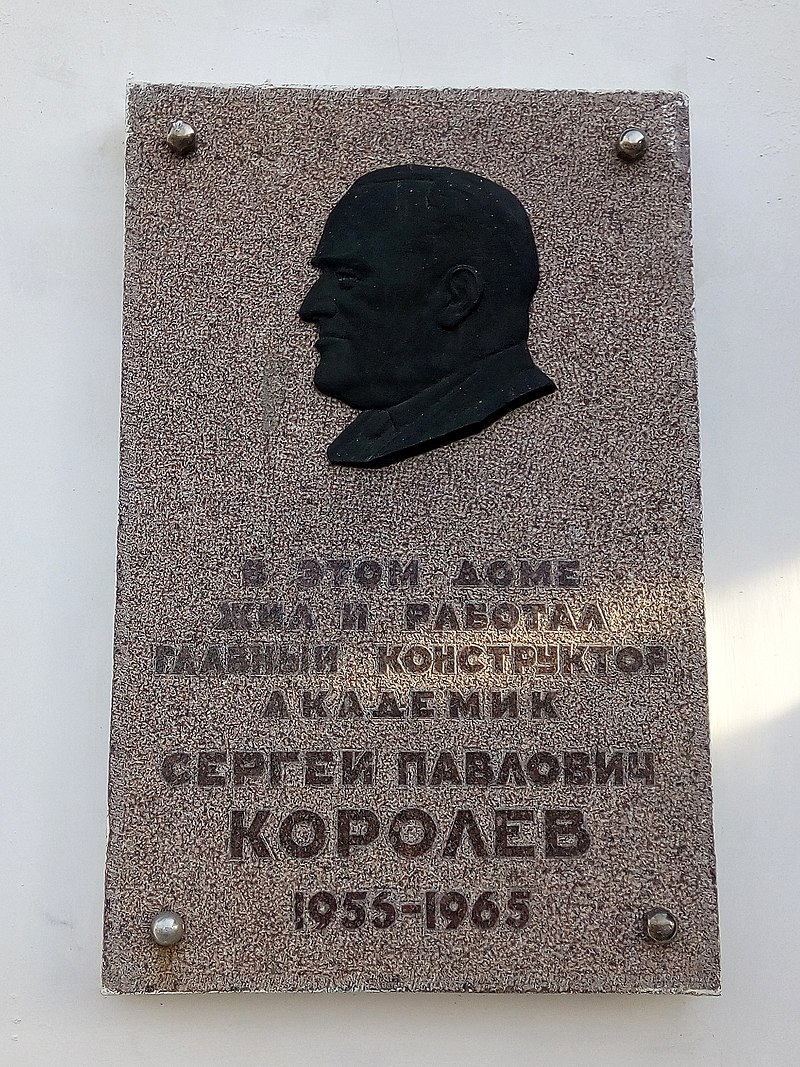 В ЭТОМ ДОМЕ
ЖИЛ И РАБОТАЛ
ГЛАВНЫЙ КОНСТРУКТОР
АКАДЕМИК
СЕРГЕЙ ПАВЛОВИЧ
КОРОЛЕВ
1956-1965